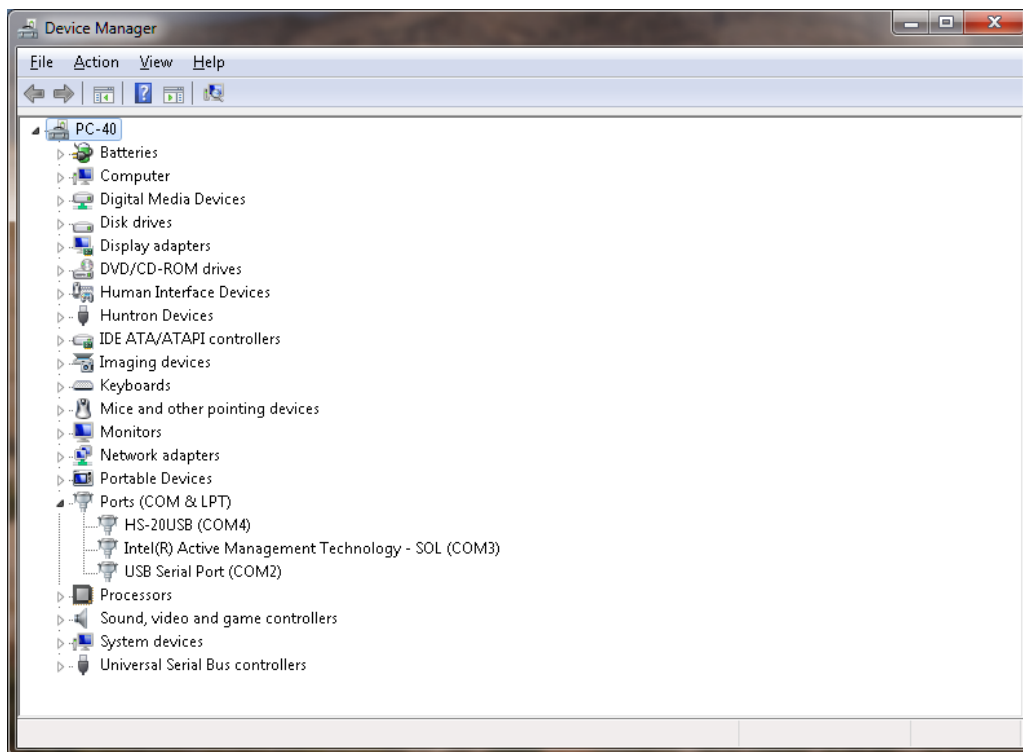 Device Manager
File Action View Help
PC-40
Batteries
Computer
Digital Media Devices
Disk drives
Display adapters
DVD/CD-ROM drives
Human Interface Devices
Huntron Devices
IDE ATA/ATAPI controllers
Imaging devices
Keyboards
Mice and other pointing devices
Monitors
Network adapters
Portable Devices
Ports (COM & LPT)
HS-20USB (COM4)
Intel(R) Active Management Technology - SOL (COM3)
USB Serial Port (COM2)
Processors
Sound, video and game controllers
System devices
Universal Serial Bus controllers